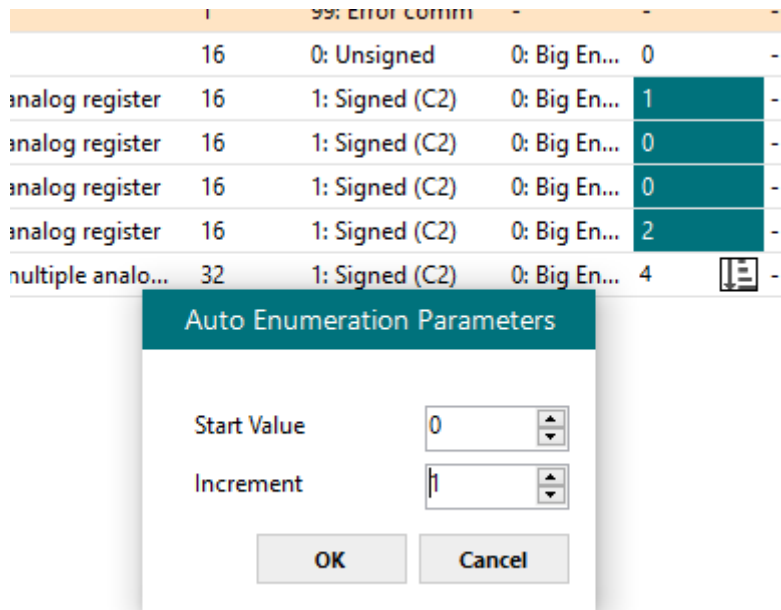 1 99: Error comm - - -
16 0: Unsigned 0: Big En... 0 -
analog register 16 1: Signed (C2) 0: Big En... 1 -
analog register 16 1: Signed (C2) 0: Big En... 0 -
analog register 16 1: Signed (C2) 0: Big En... 0 -
analog register 16 1: Signed (C2) 0: Big En... 2 -
multiple analo... 32 1: Signed (C2) 0: Big En... 4 -
Auto Enumeration Parameters
Start Value 0
Increment 1
OK Cancel